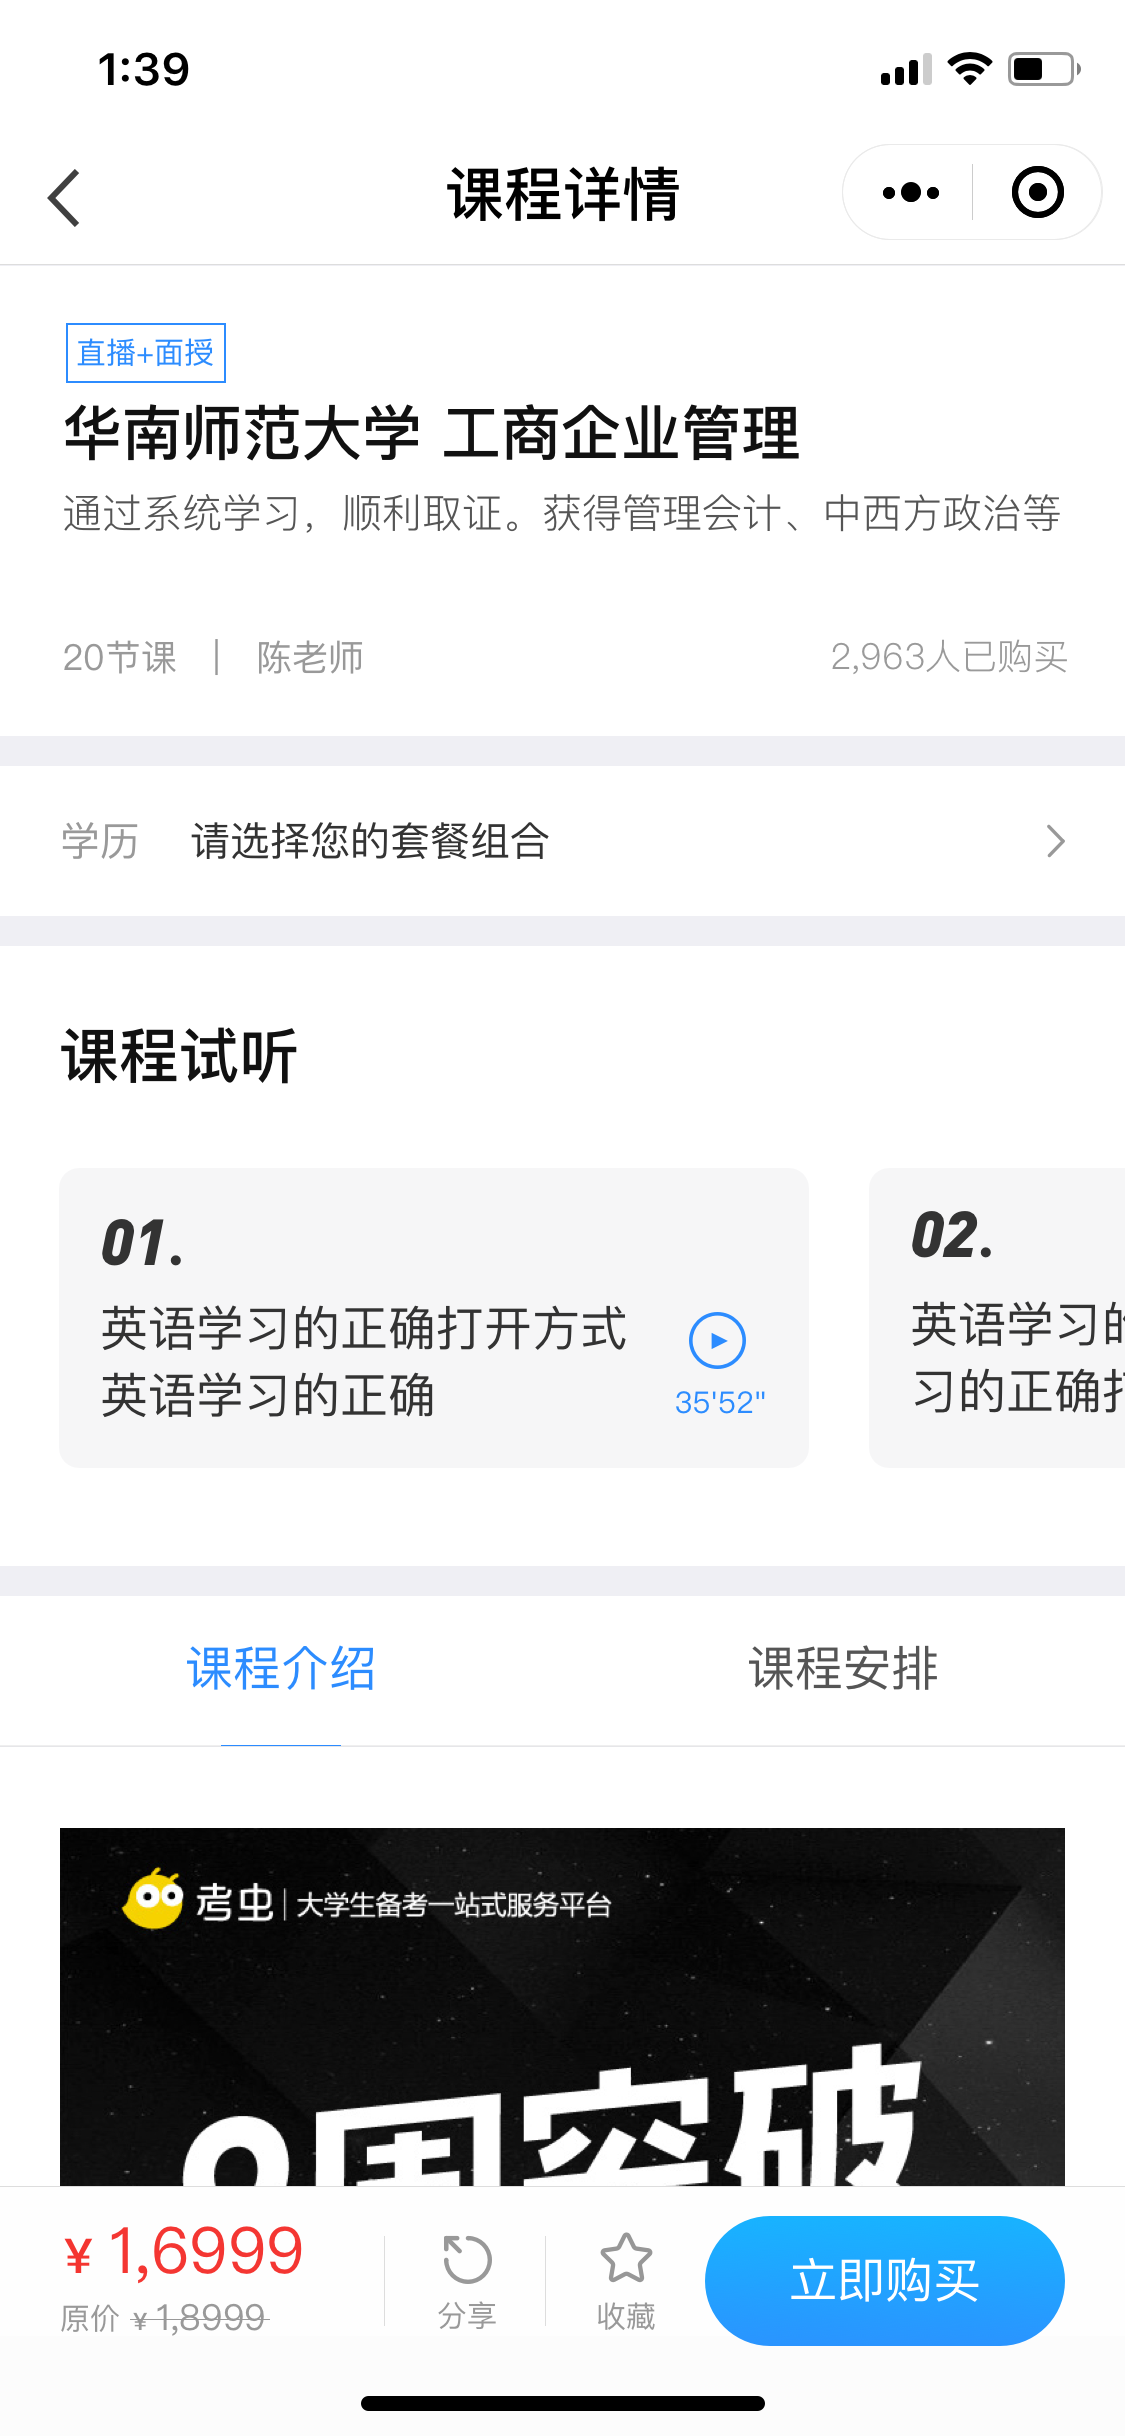 1:39
课程详情
直播+面授
华南师范大学 工商企业管理
通过系统学习，顺利取证。获得管理会计、中西方政治等
20节课 | 陈老师
2,963人已购买
学历 请选择您的套餐组合
课程试听
01.
英语学习的正确打开方式
英语学习的正确
35'52"
02.
英语学习的
习的正确打
课程介绍
课程安排
考虫|大学生备考一站式服务平台
周突破
¥ 1,6999
原价 ¥ 1,8999
分享
收藏
立即购买